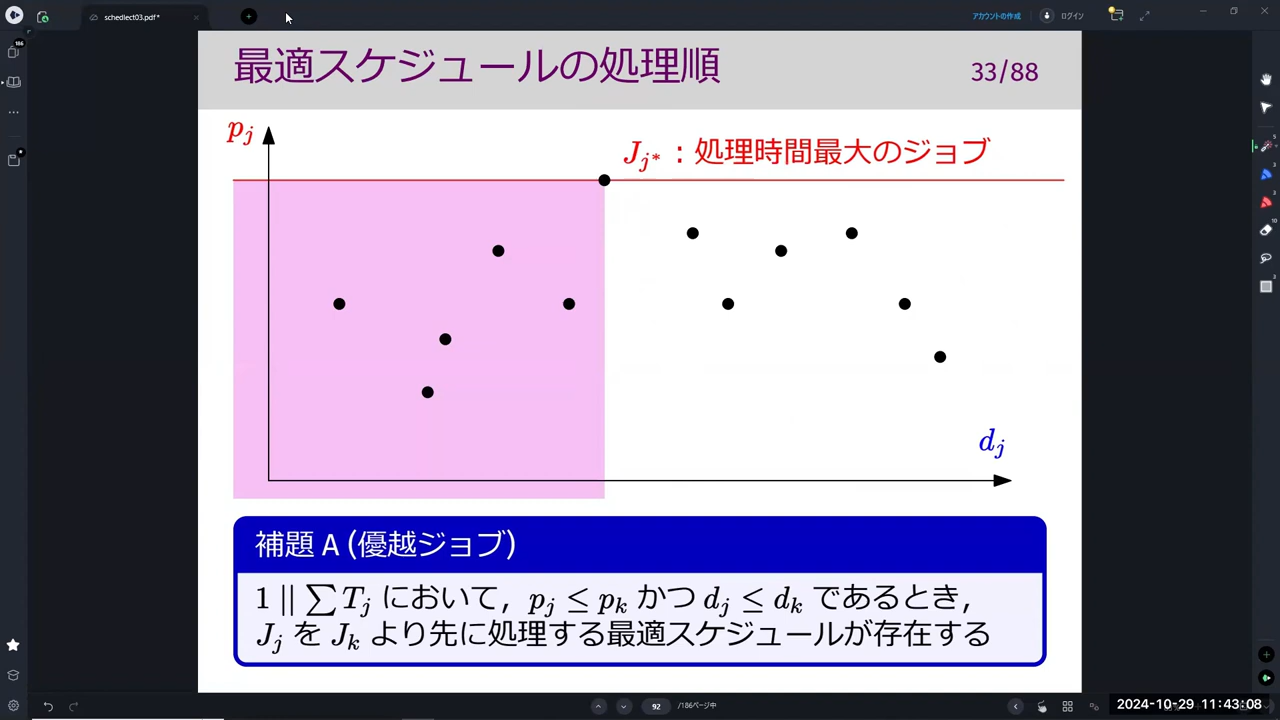 schedlect03.pdf*
アカウントの作成
ログイン
186
最適スケジュールの処理順
33/88
p_j
J_{j*}：処理時間最大のジョブ
d_j
補題 A (優越ジョブ)
1 || ∑ T_j において，p_j ≤ p_k かつ d_j ≤ d_k であるとき，
J_j を J_k より先に処理する最適スケジュールが存在する
92
/186ページ中
2024-10-29 11:43:08